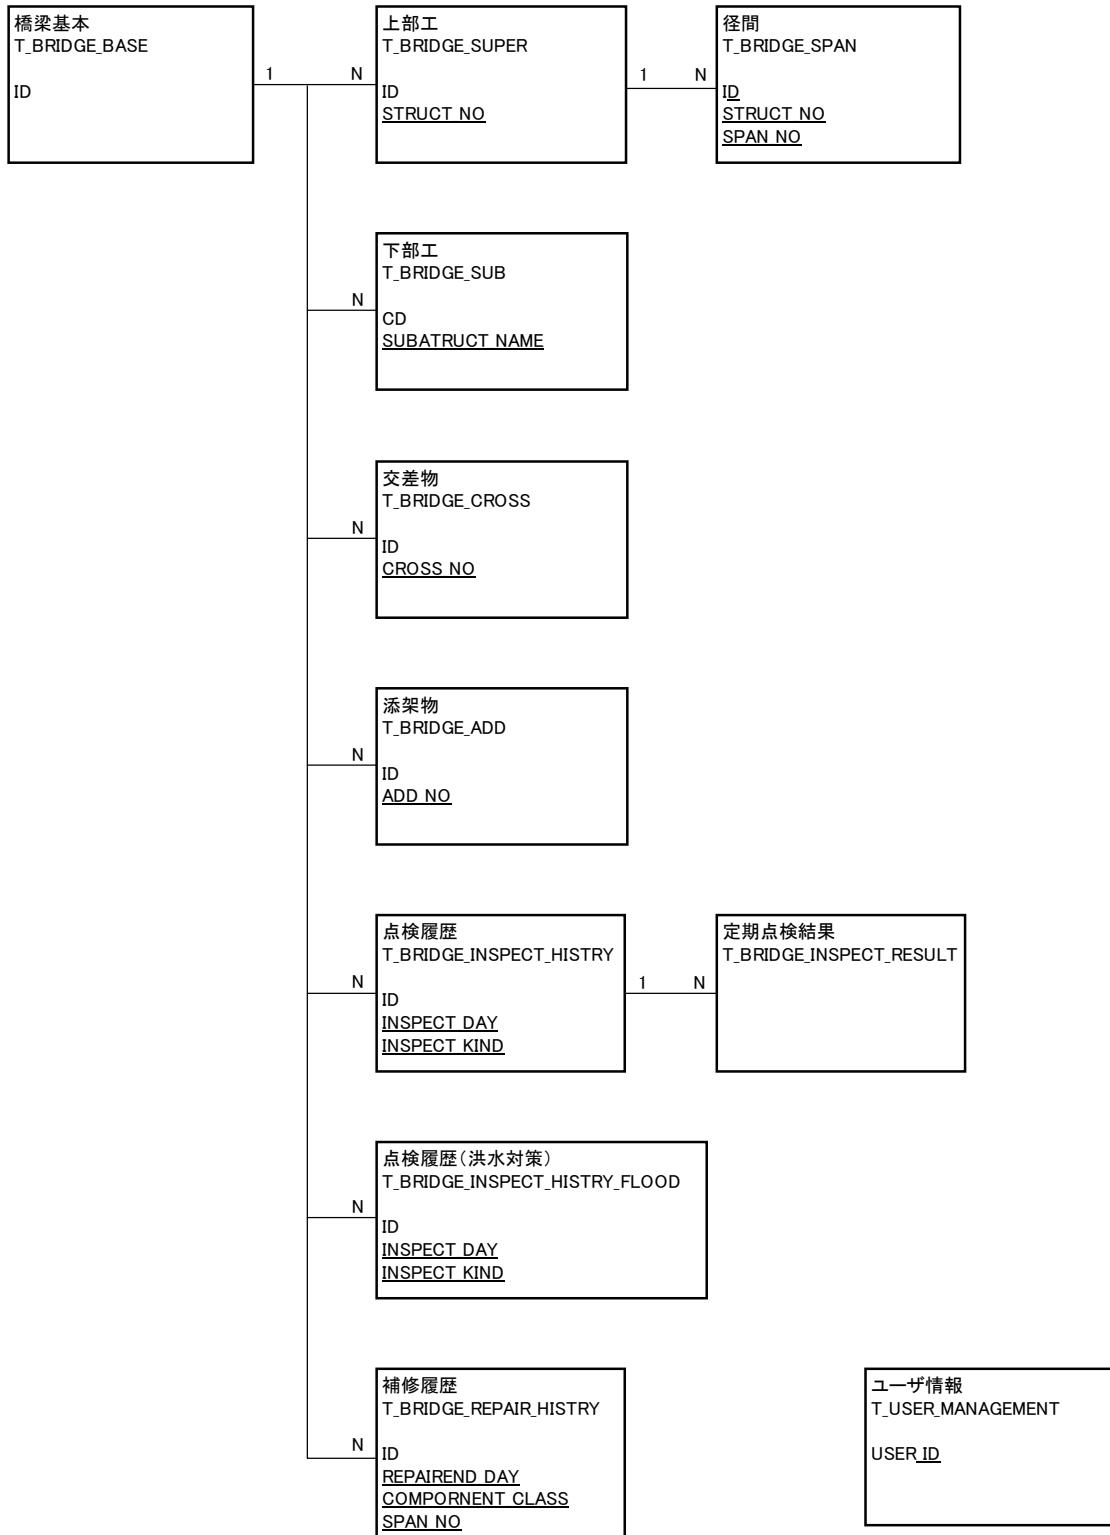 橋梁基本
T_BRIDGE_BASE
ID
1
N
上部工
T_BRIDGE_SUPER
ID
STRUCT NO
1
N
径間
T_BRIDGE_SPAN
ID
STRUCT NO
SPAN NO
N
下部工
T_BRIDGE_SUB
CD
SUBATRUCT NAME
N
交差物
T_BRIDGE_CROSS
ID
CROSS NO
N
添架物
T_BRIDGE_ADD
ID
ADD NO
N
点検履歴
T_BRIDGE_INSPECT_HISTRY
ID
INSPECT DAY
INSPECT KIND
1
N
定期点検結果
T_BRIDGE_INSPECT_RESULT
N
点検履歴(洪水対策)
T_BRIDGE_INSPECT_HISTRY_FLOOD
ID
INSPECT DAY
INSPECT KIND
N
補修履歴
T_BRIDGE_REPAIR_HISTRY
ID
REPAIREND DAY
COMPORNENT CLASS
SPAN NO
ユーザ情報
T_USER_MANAGEMENT
USER ID